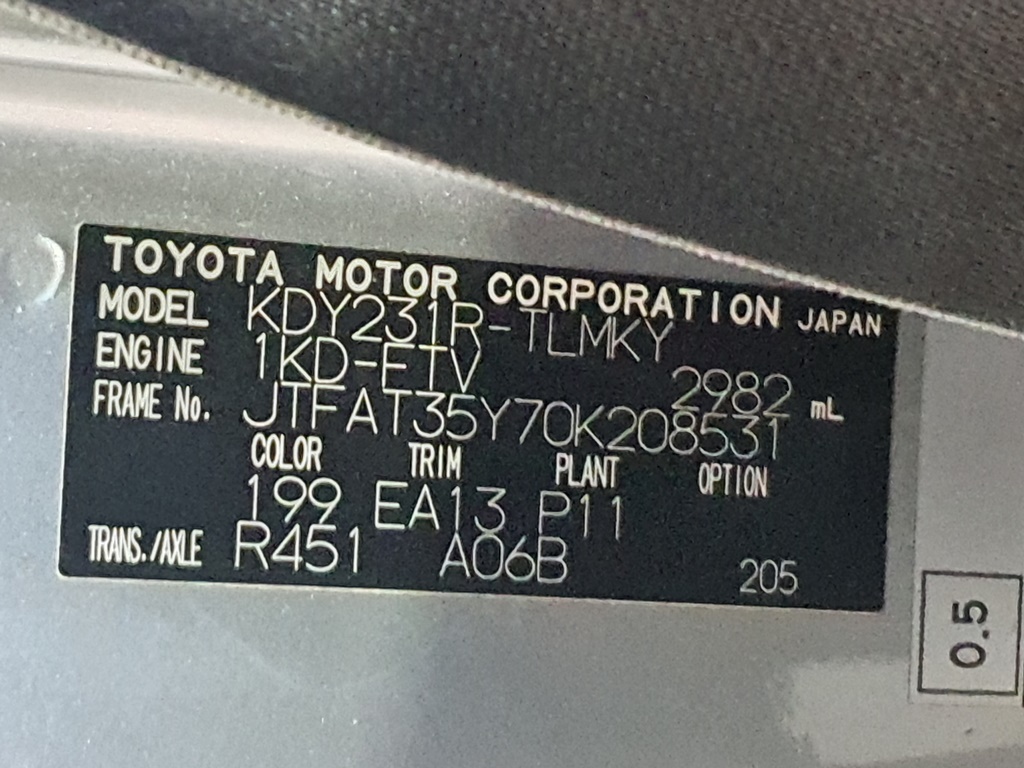 TOYOTA MOTOR CORPORATION JAPAN
MODEL KDY231R-TLMKY
ENGINE 1KD-FTV 2982 mL
FRAME No. JTFAT35Y70K208531
COLOR TRIM PLANT OPTION
199 EA13 P11
TRANS./AXLE R451 A06B 205
0.5